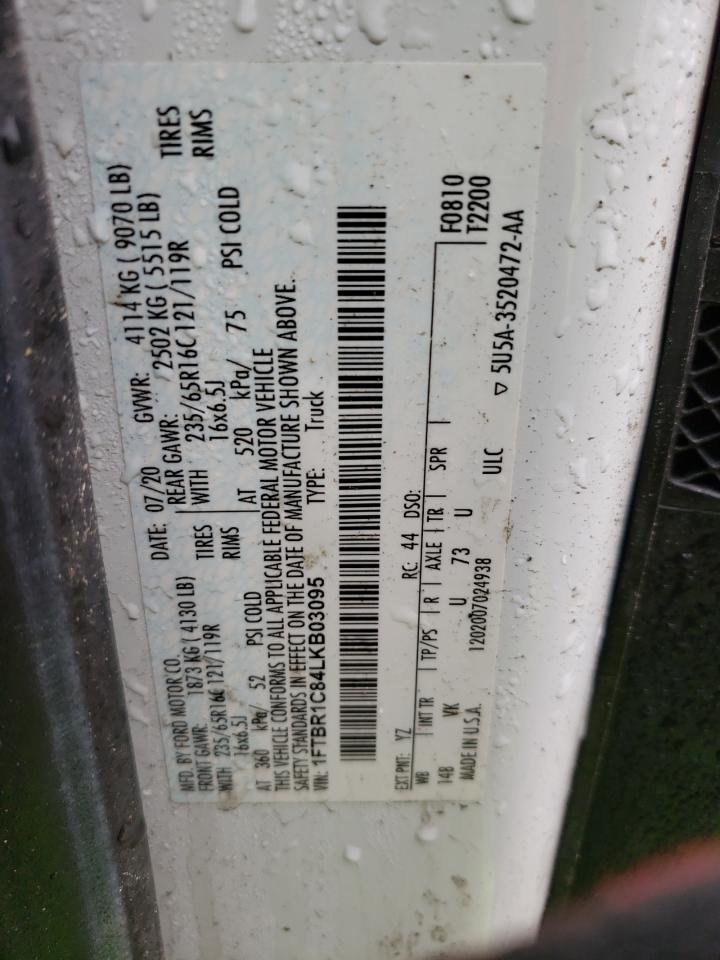 MFD. BY FORD MOTOR CO. DATE: 07/20 GVWR: 4114 KG ( 9070 LB)
FRONT GAWR: 1873 KG ( 4130 LB) REAR GAWR: 2502 KG ( 5515 LB)
WITH 235/65R16C 121/119R TIRES WITH 235/65R16C 121/119R TIRES
16x6.5J RIMS 16x6.5J RIMS
AT 360 kPa/ 52 PSI COLD AT 520 kPa/ 75 PSI COLD
THIS VEHICLE CONFORMS TO ALL APPLICABLE FEDERAL MOTOR VEHICLE
SAFETY STANDARDS IN EFFECT ON THE DATE OF MANUFACTURE SHOWN ABOVE.
VIN: 1FTBR1C84LKB03095 TYPE: Truck
EXT PNT: YZ RC: 44 DSO: F0810
WB INT TR TP/PS R AXLE TR SPR T2200
148 VK U 73 U
MADE IN U.S.A. 1202007024938 ULC ▽ 5U5A-3520472-AA